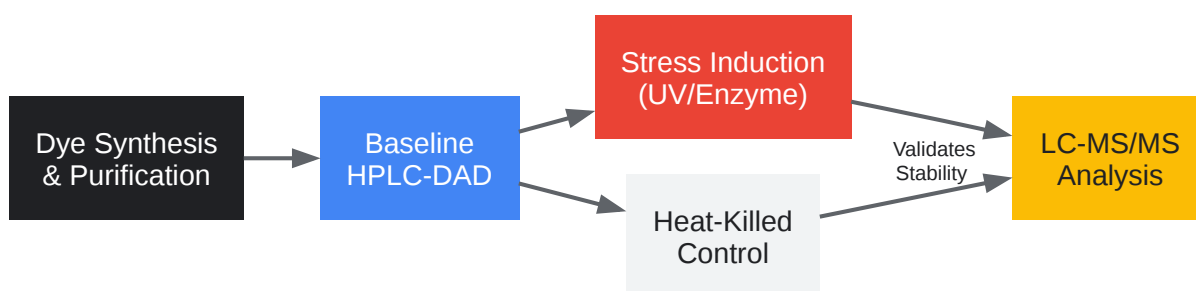 Dye Synthesis
& Purification
Baseline
HPLC-DAD
Stress Induction
(UV/Enzyme)
Heat-Killed
Control
Validates
Stability
LC-MS/MS
Analysis